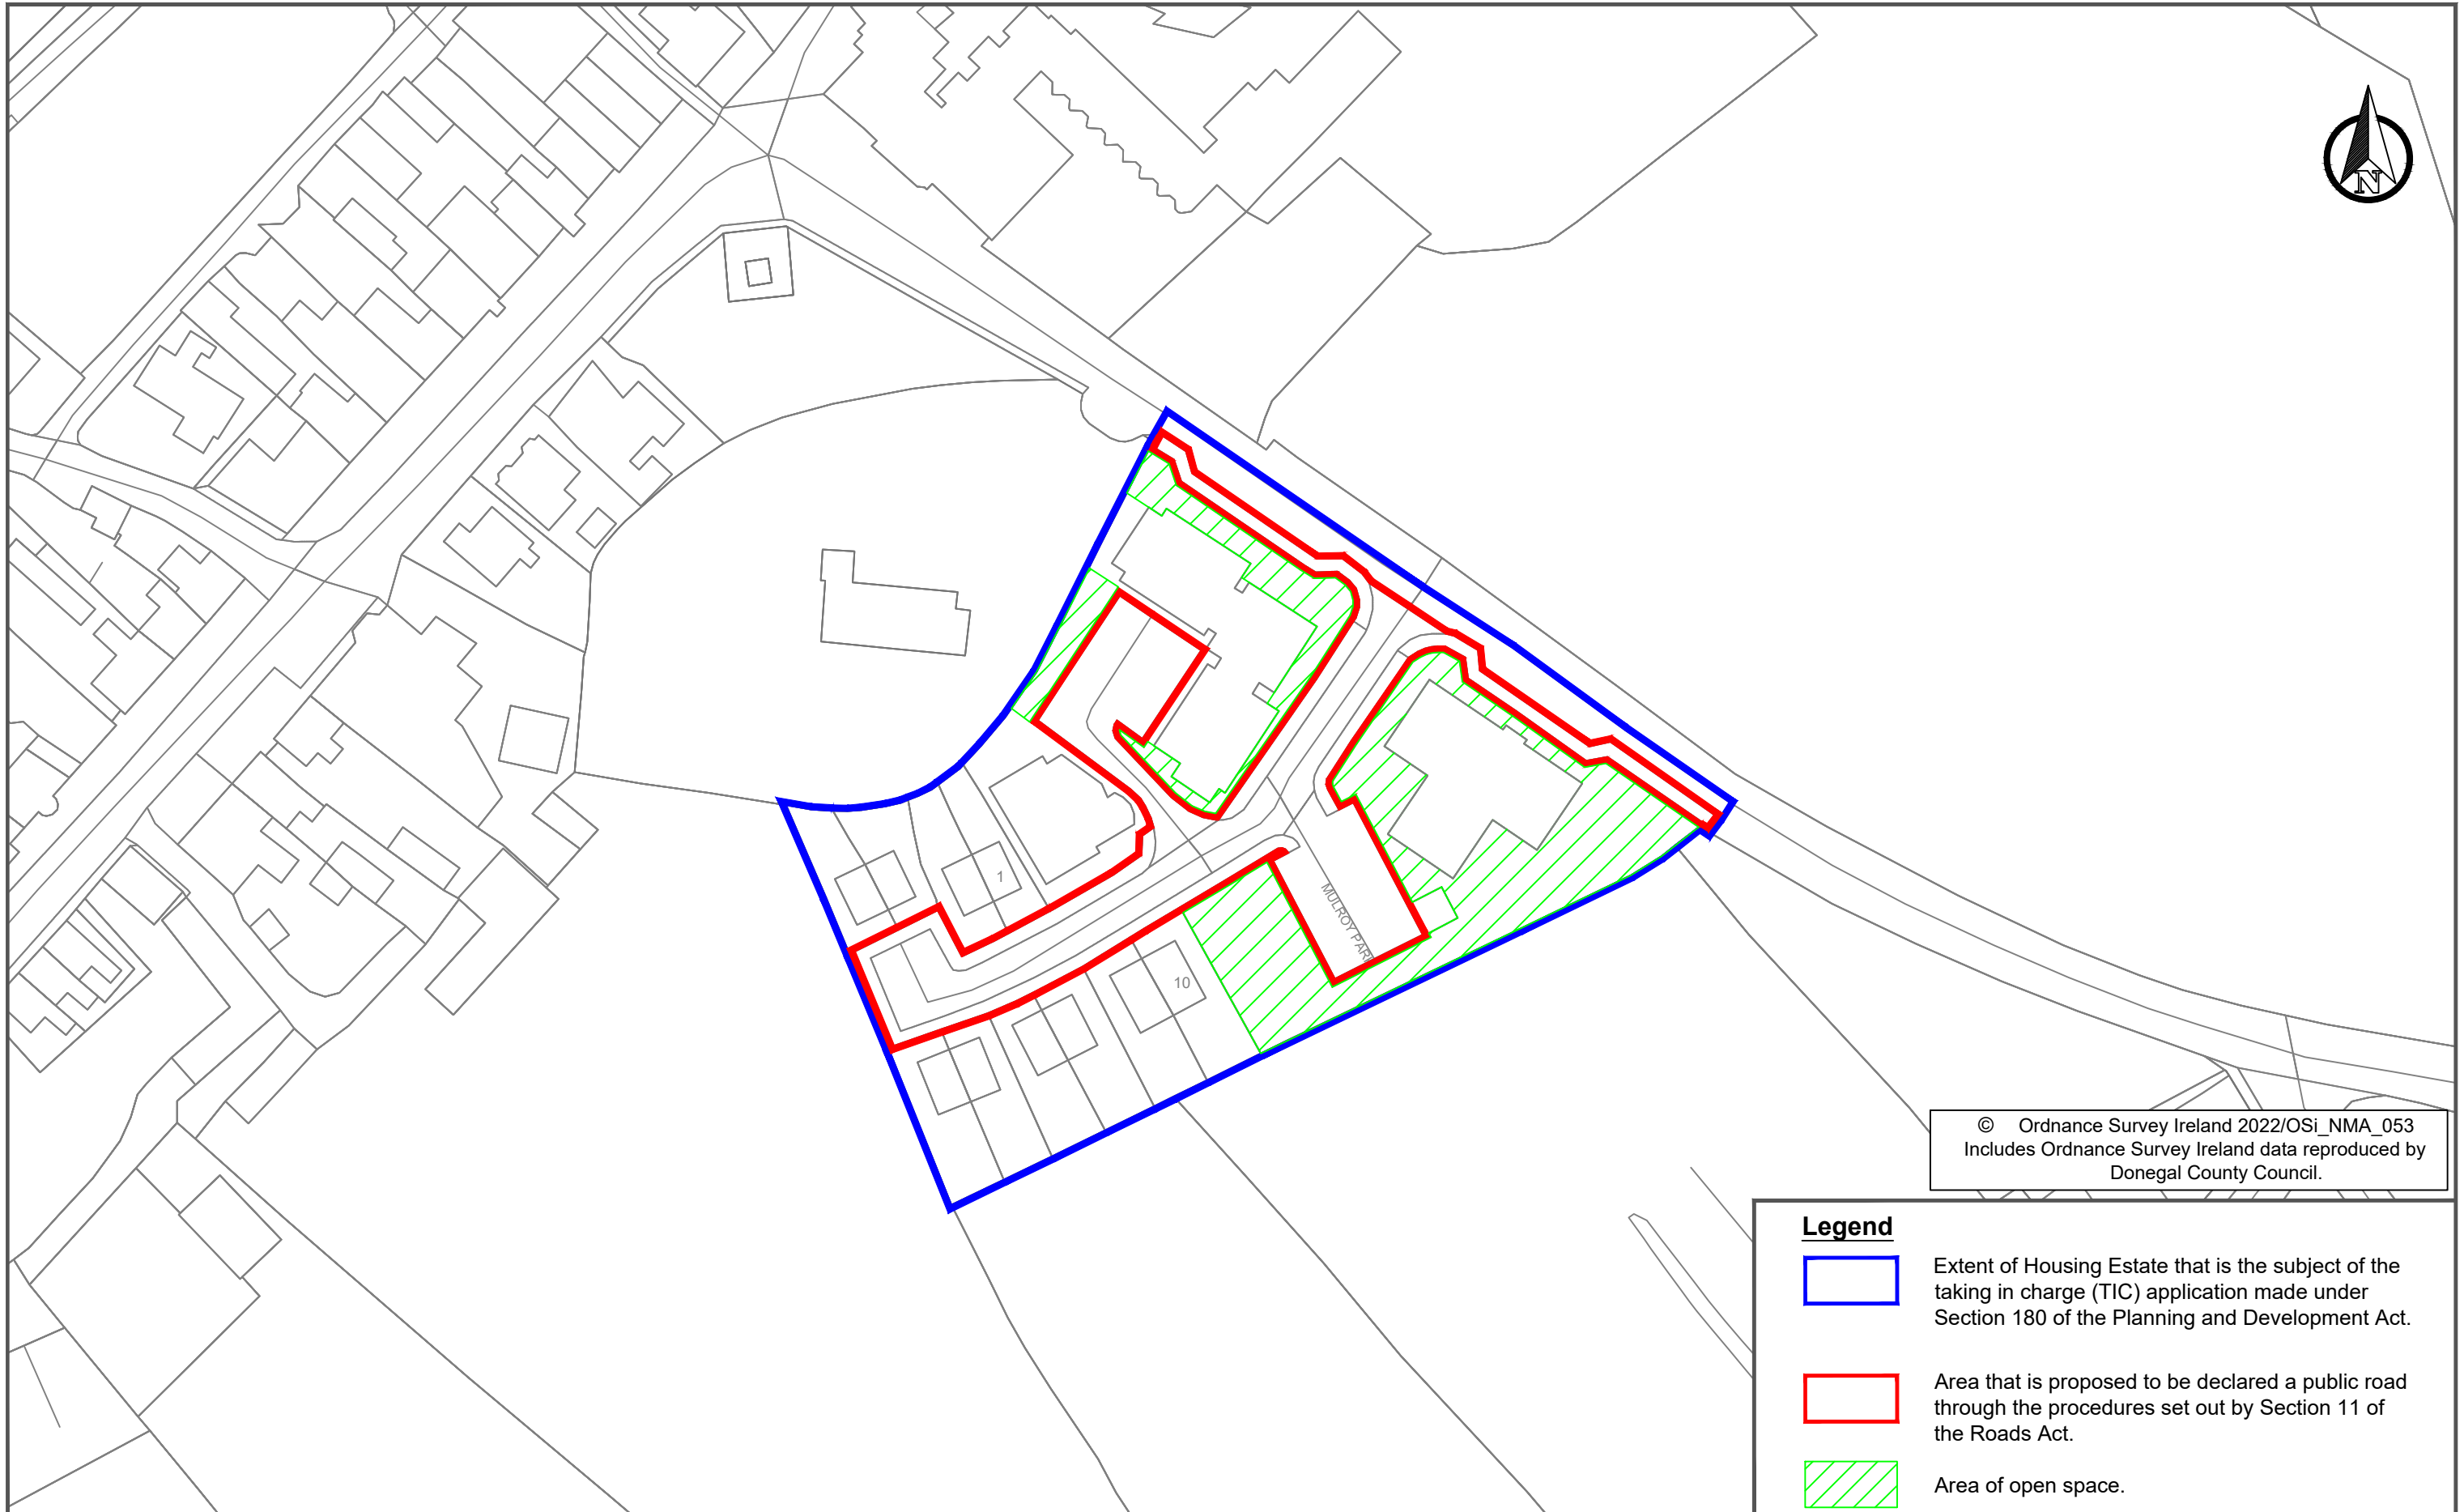 N
1
MULROY PARK
10
© Ordnance Survey Ireland 2022/OSi_NMA_053
Includes Ordnance Survey Ireland data reproduced by
Donegal County Council.
Legend
Extent of Housing Estate that is the subject of the
taking in charge (TIC) application made under
Section 180 of the Planning and Development Act.
Area that is proposed to be declared a public road
through the procedures set out by Section 11 of
the Roads Act.
Area of open space.